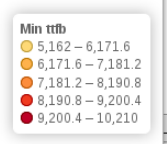 Min ttfb
5,162 – 6,171.6
6,171.6 – 7,181.2
7,181.2 – 8,190.8
8,190.8 – 9,200.4
9,200.4 – 10,210